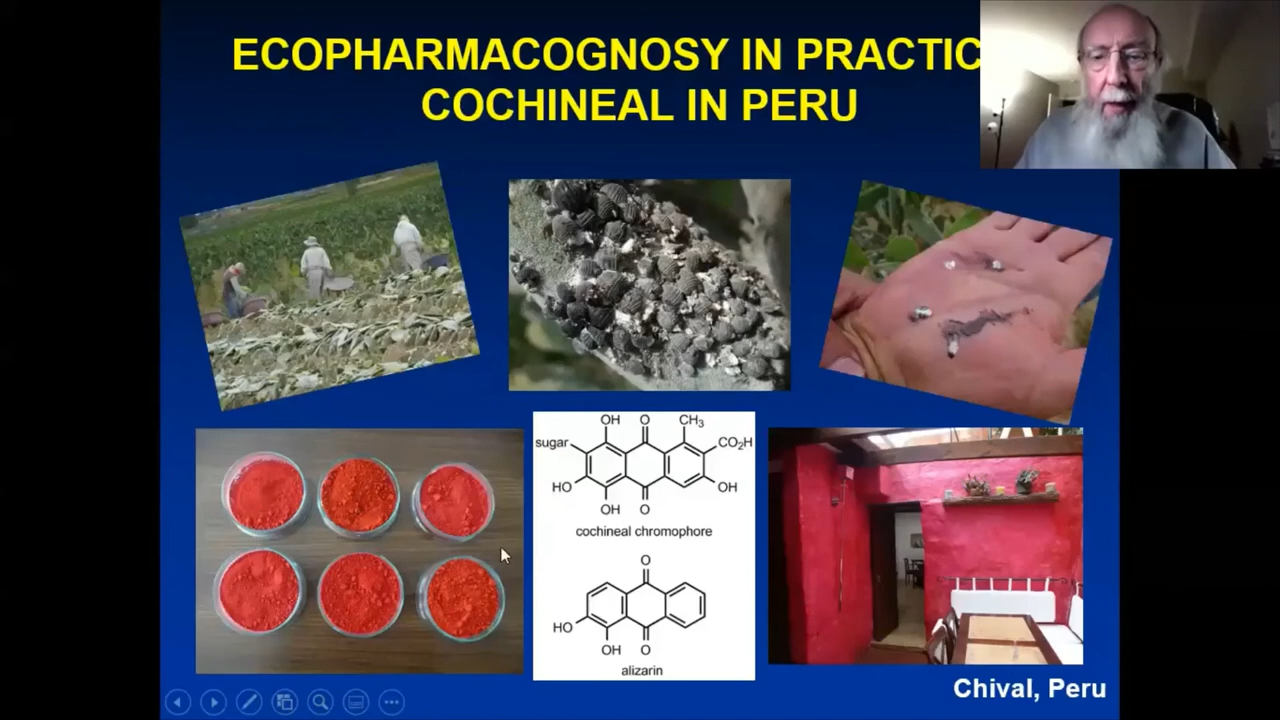 ECOPHARMACOGNOSY IN PRACTIC
COCHINEAL IN PERU
OH
O
CH3
sugar
CO2H
HO
OH
OH
O
cochineal chromophore
O
HO
OH
O
alizarin
Chival, Peru